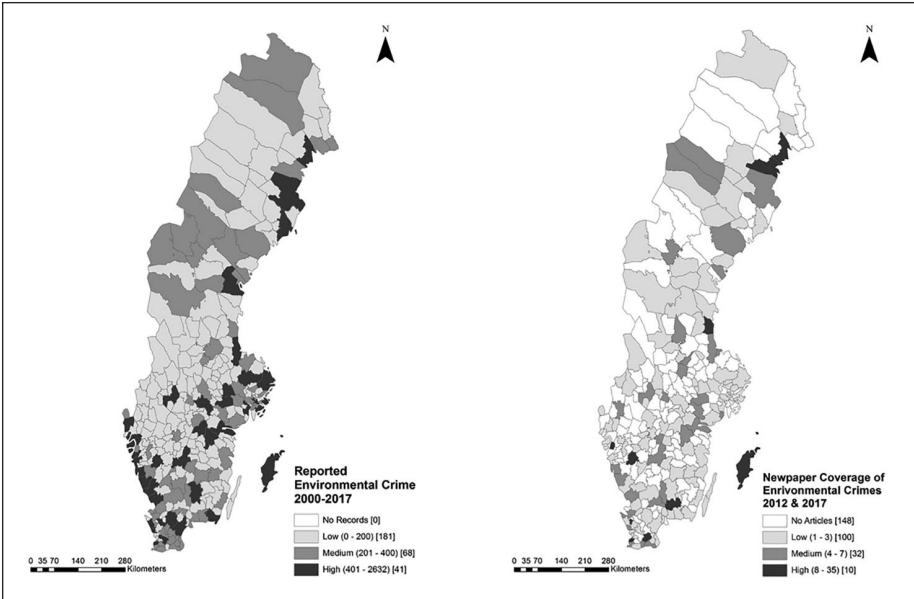 N
Reported
Environmental Crime
2000-2017
No Records [0]
Low (0 - 200) [181]
Medium (201 - 400) [68]
High (401 - 2632) [41]
0 35 70 140 210 280
Kilometers
N
Newspaper Coverage of
Enrivonmental Crimes
2012 & 2017
No Articles [148]
Low (1 - 3) [100]
Medium (4 - 7) [32]
High (8 - 35) [10]
0 35 70 140 210 280
Kilometers